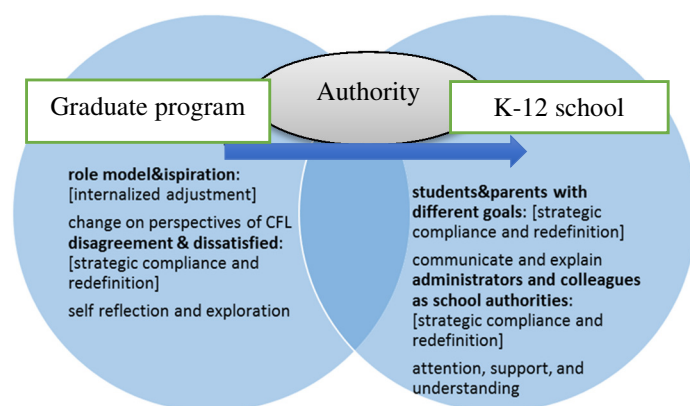 Authority
Graduate program
K-12 school
role model&ispiration:
[internalized adjustment]
change on perspectives of CFL
disagreement & dissatisfied:
[strategic compliance and
redefinition]
self reflection and exploration
students&parents with
different goals: [strategic
compliance and redefinition]
communicate and explain
administrators and colleagues
as school authorities:
[strategic compliance and
redefinition]
attention, support, and
understanding